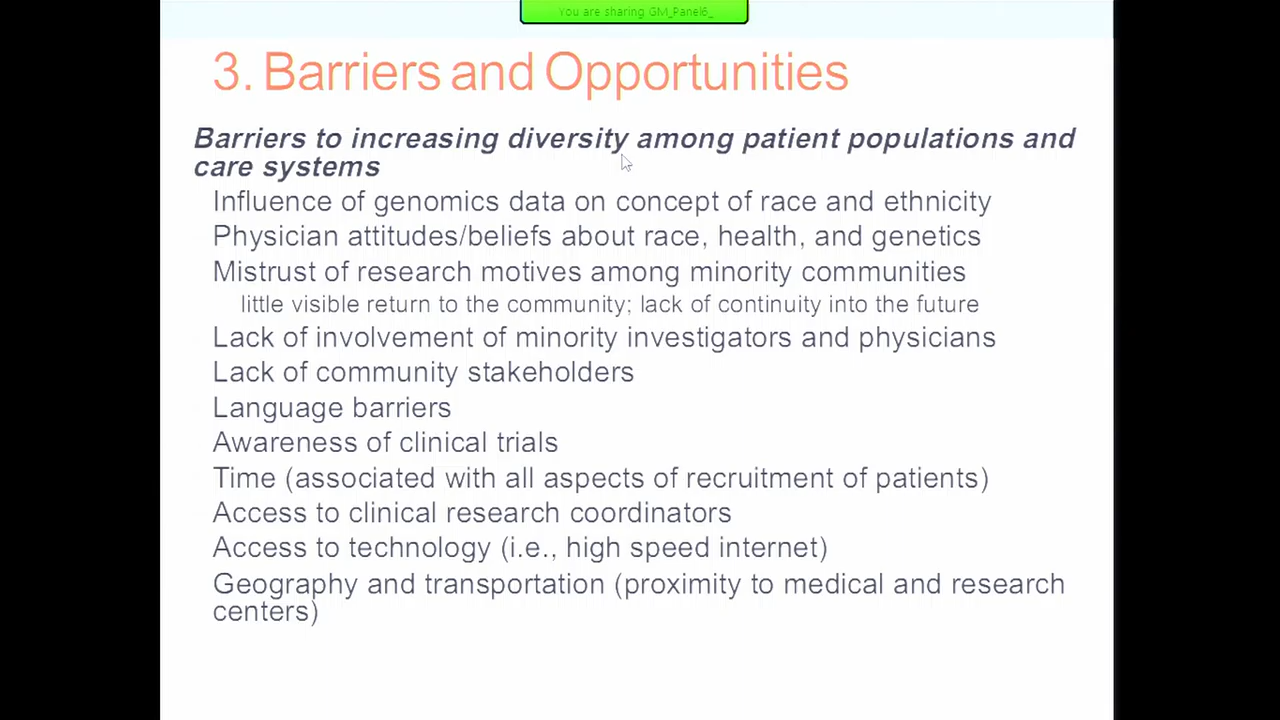 You are sharing GM_Panel6_
3. Barriers and Opportunities
Barriers to increasing diversity among patient populations and
care systems
Influence of genomics data on concept of race and ethnicity
Physician attitudes/beliefs about race, health, and genetics
Mistrust of research motives among minority communities
little visible return to the community; lack of continuity into the future
Lack of involvement of minority investigators and physicians
Lack of community stakeholders
Language barriers
Awareness of clinical trials
Time (associated with all aspects of recruitment of patients)
Access to clinical research coordinators
Access to technology (i.e., high speed internet)
Geography and transportation (proximity to medical and research
centers)